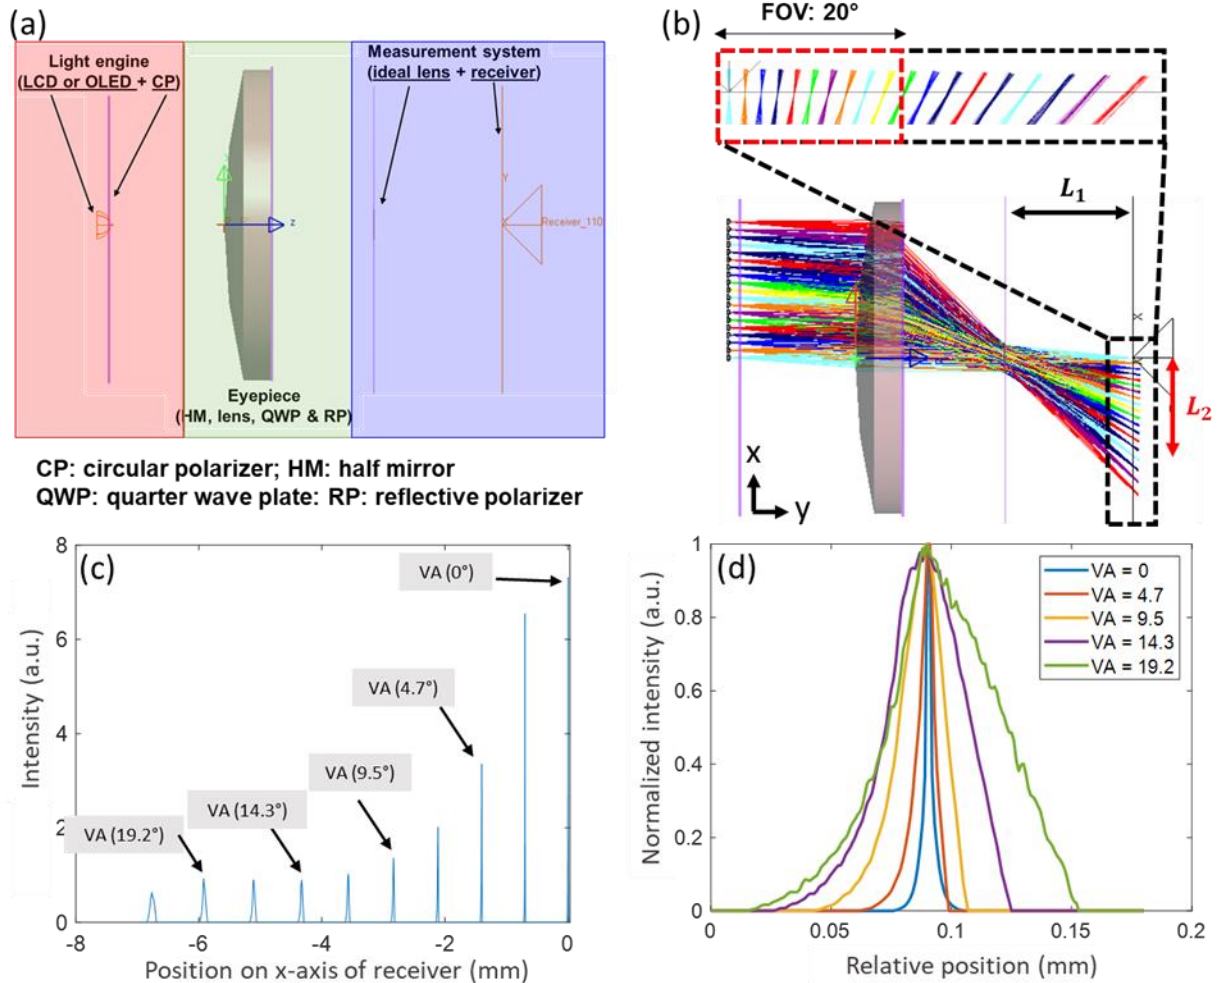 (a)
Light engine
(LCD or OLED + CP)
Measurement system
(ideal lens + receiver)
Y
z
Receiver_110
Eyepiece
(HM, lens, QWP & RP)
CP: circular polarizer; HM: half mirror
QWP: quarter wave plate: RP: reflective polarizer
(b)
FOV: 20°
L₁
X
L₂
x
y
(c)
Intensity (a.u.)
8
6
4
2
0
VA (0°)
VA (4.7°)
VA (9.5°)
VA (14.3°)
VA (19.2°)
-8
-6
-4
-2
0
Position on x-axis of receiver (mm)
(d)
Normalized intensity (a.u.)
1
0.8
0.6
0.4
0.2
0
VA = 0
VA = 4.7
VA = 9.5
VA = 14.3
VA = 19.2
0
0.05
0.1
0.15
0.2
Relative position (mm)